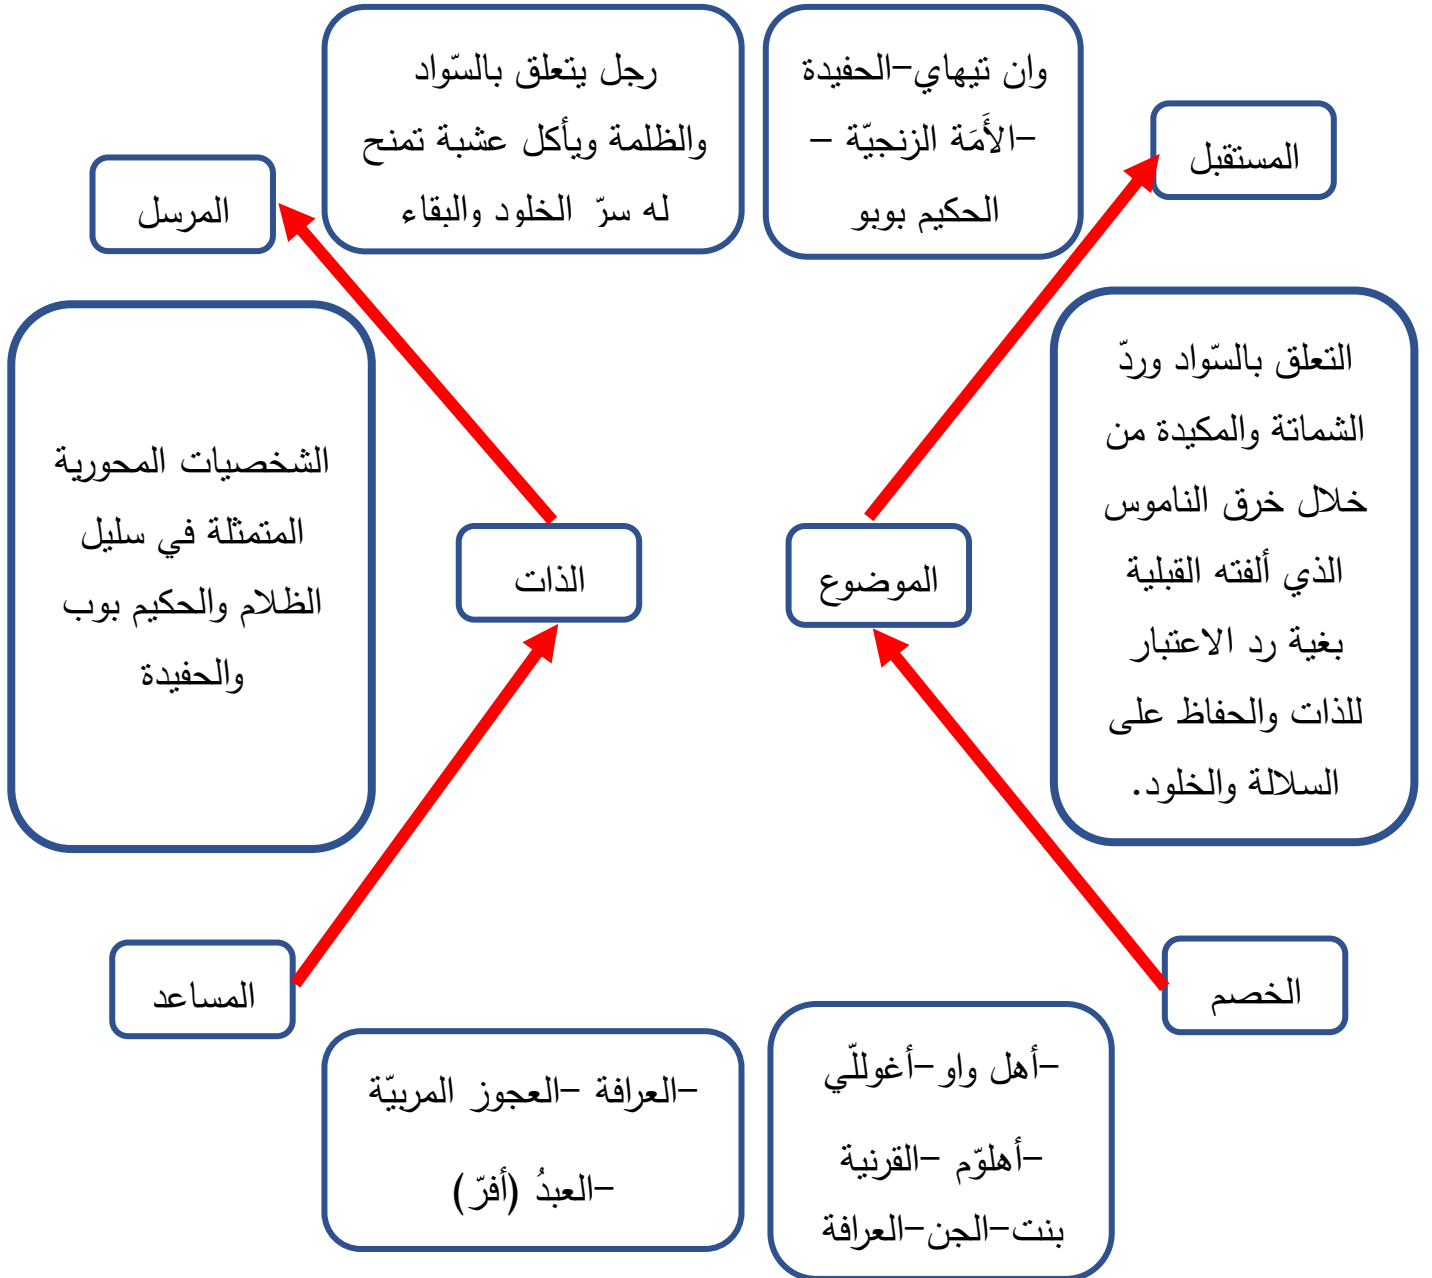 وان تيهاي-الحفيدة
-الأَمَة الزنجيّة -
الحكيم بوبو
رجل يتعلق بالسّواد
والظلمة ويأكل عشبة تمنح
له سرّ الخلود والبقاء
المستقبل
المرسل
التعلق بالسّواد وردّ
الشماتة والمكيدة من
خلال خرق الناموس
الذي ألفته القبلية
بغية رد الاعتبار
للذات والحفاظ على
السلالة والخلود.
الشخصيات المحورية
المتمثلة في سليل
الظلام والحكيم بوب
والحفيدة
الموضوع
الذات
الخصم
المساعد
-أهل واو -أغوللّي
-أهلوّم -القرنية
بنت-الجن-العرافة
-العرافة -العجوز المربيّة
-العبدُ (أفرّ)